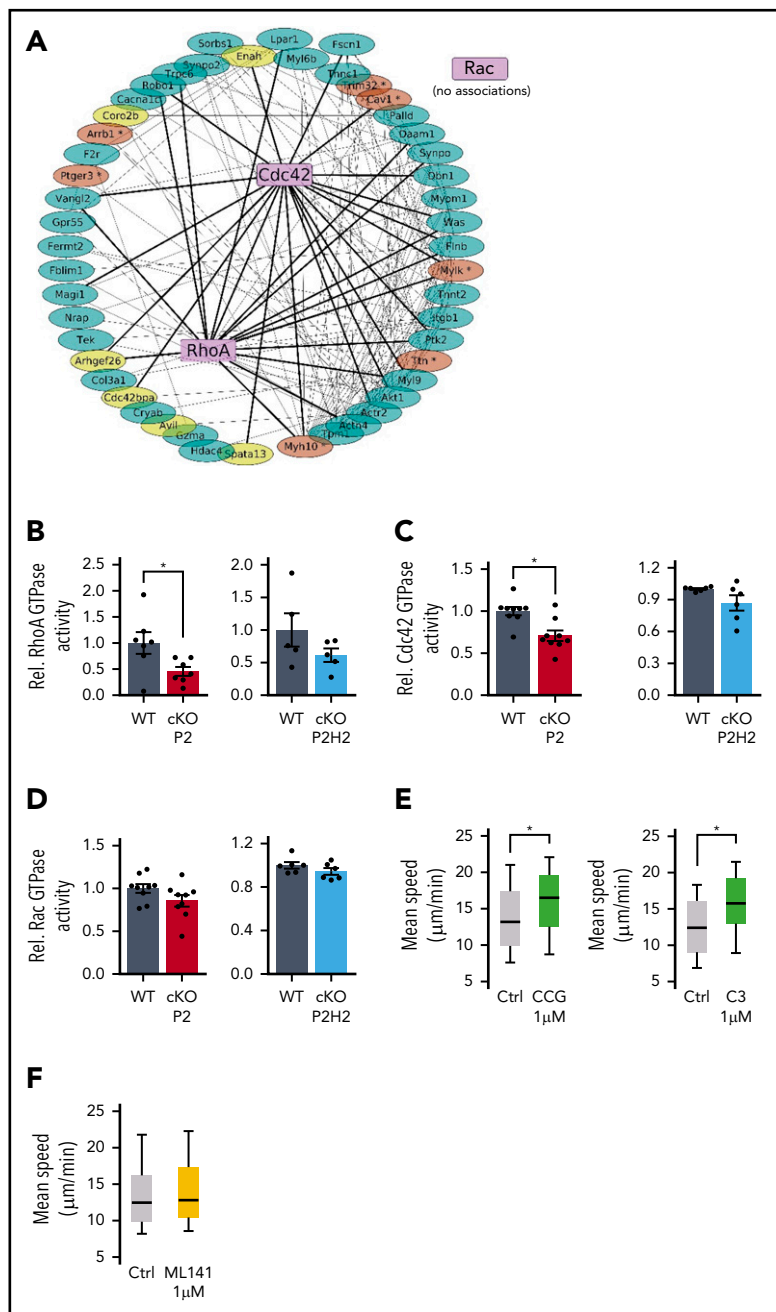 A
Sorbs1
Lpar1
Fscn1
Enah
Synpo2
Myl6b
Trpc6
Thnc1
Robo1
Trim32 *
Cacna1c
Cav1 *
Rac
(no associations)
Coro2b
Palld
Arrb1 *
Daam1
F2r
Synpo
Ptger3 *
Cdc42
Dbn1
Vangl2
Mypm1
Gpr55
Was
Fermt2
Flnb
Fblim1
Mylk *
Magi1
Tnnt2
Nrap
Itgb1
Tek
RhoA
Ptk2
Arhgef26
Ttn *
Col3a1
Myl9
Cdc42bpa
Akt1
Cryab
Actr2
Avil
Actn4
G2ma
Tpm1
Hdac4
Spata13
Myh10 *
B
Rel. RhoA GTPase
activity
2.5
2.0
1.5
1.0
0.5
0.0
*
WT
cKO
P2
2.0
1.5
1.0
0.5
0.0
WT
cKO
P2H2
C
Rel. Cdc42 GTPase
activity
1.5
1.0
0.5
0.0
*
WT
cKO
P2
1.2
0.9
0.6
0.3
0.0
WT
cKO
P2H2
D
Rel. Rac GTPase
activity
1.5
1.0
0.5
0.0
WT
cKO
P2
1.2
0.8
0.4
0.0
WT
cKO
P2H2
E
Mean speed
(μm/min)
25
20
15
10
5
*
Ctrl
CCG
1μM
Mean speed
(μm/min)
25
20
15
10
5
*
Ctrl
C3
1μM
F
Mean speed
(μm/min)
25
20
15
10
5
Ctrl
ML141
1μM